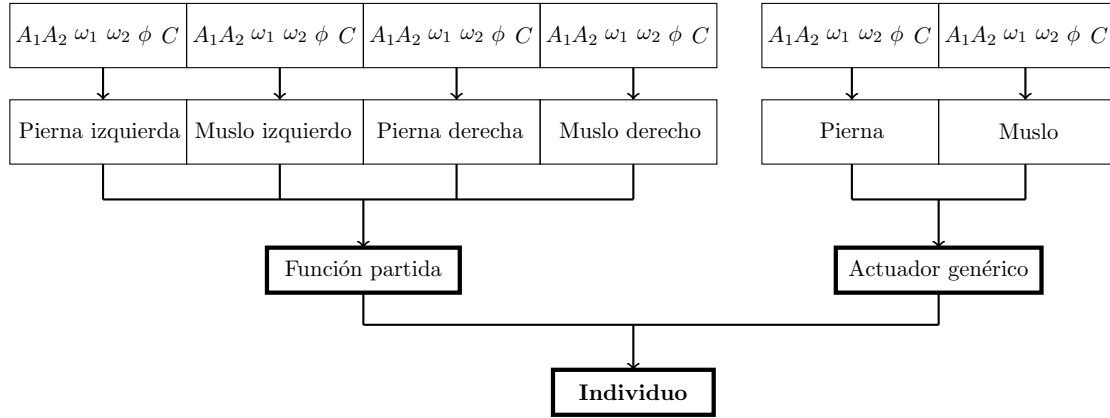 A₁A₂ ω₁ ω₂ ϕ C A₁A₂ ω₁ ω₂ ϕ C A₁A₂ ω₁ ω₂ ϕ C A₁A₂ ω₁ ω₂ ϕ C A₁A₂ ω₁ ω₂ ϕ C A₁A₂ ω₁ ω₂ ϕ C
Pierna izquierda Muslo izquierdo Pierna derecha Muslo derecho Pierna Muslo
Función partida Actuador genérico
Individuo